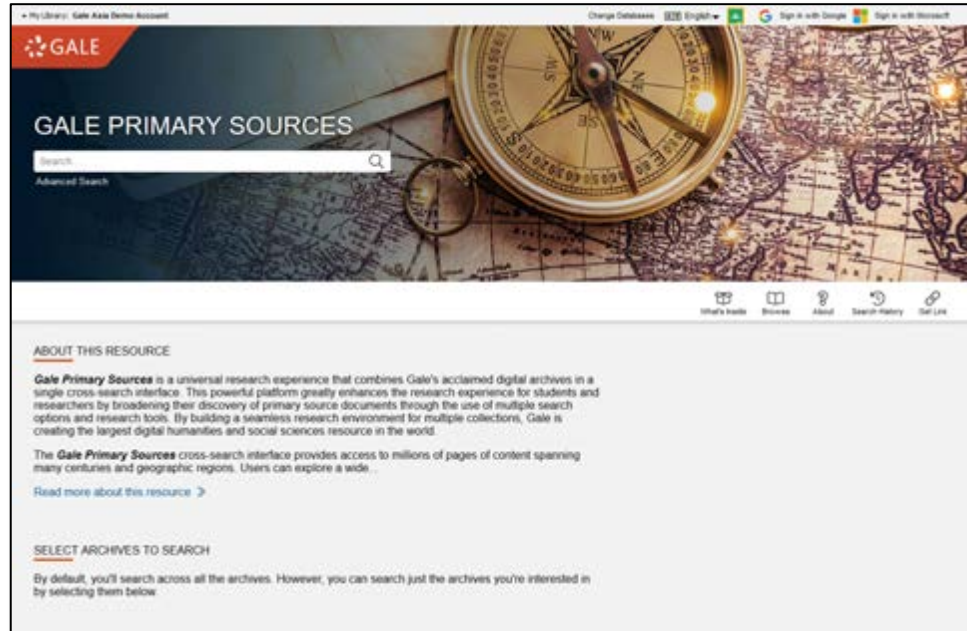 My Library: Gale Asia Demo Account
Change Databases English Sign in with Google Sign in with Microsoft
GALE
GALE PRIMARY SOURCES
Search
Advanced Search
What's Inside Browse About Search History Get Link
ABOUT THIS RESOURCE
Gale Primary Sources is a universal research experience that combines Gale's acclaimed digital archives in a
single cross-search interface. This powerful platform greatly enhances the research experience for students and
researchers by broadening their discovery of primary source documents through the use of multiple search
options and research tools. By building a seamless research environment for multiple collections, Gale is
creating the largest digital humanities and social sciences resource in the world.
The Gale Primary Sources cross-search interface provides access to millions of pages of content spanning
many centuries and geographic regions. Users can explore a wide...
Read more about this resource
SELECT ARCHIVES TO SEARCH
By default, you'll search across all the archives. However, you can search just the archives you're interested in
by selecting them below.